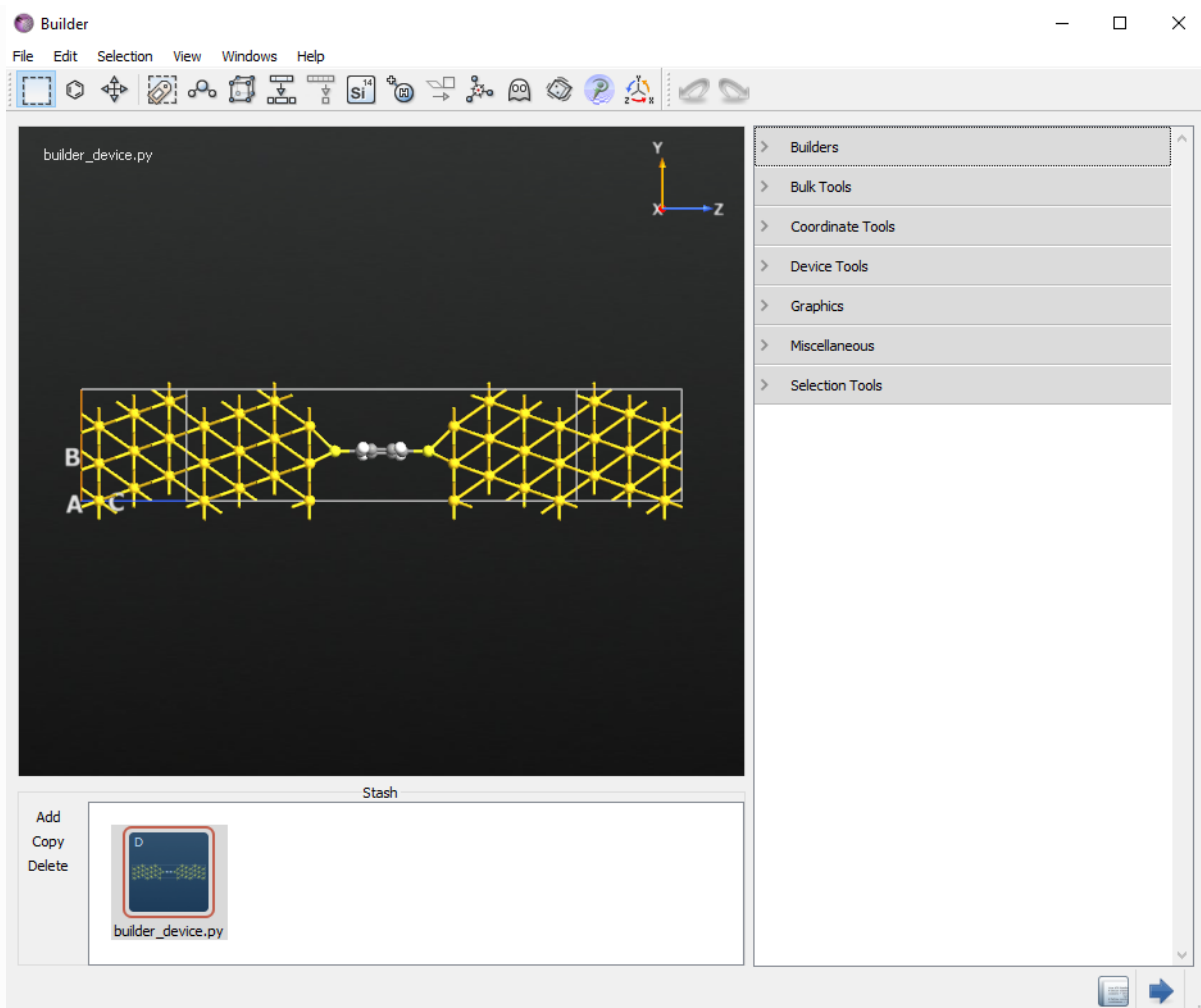 Builder
File Edit Selection View Windows Help
Si 14
H
?
Y
Z X
builder_device.py
Y
X Z
B
A C
Builders
Bulk Tools
Coordinate Tools
Device Tools
Graphics
Miscellaneous
Selection Tools
Stash
Add
Copy
Delete
D
builder_device.py